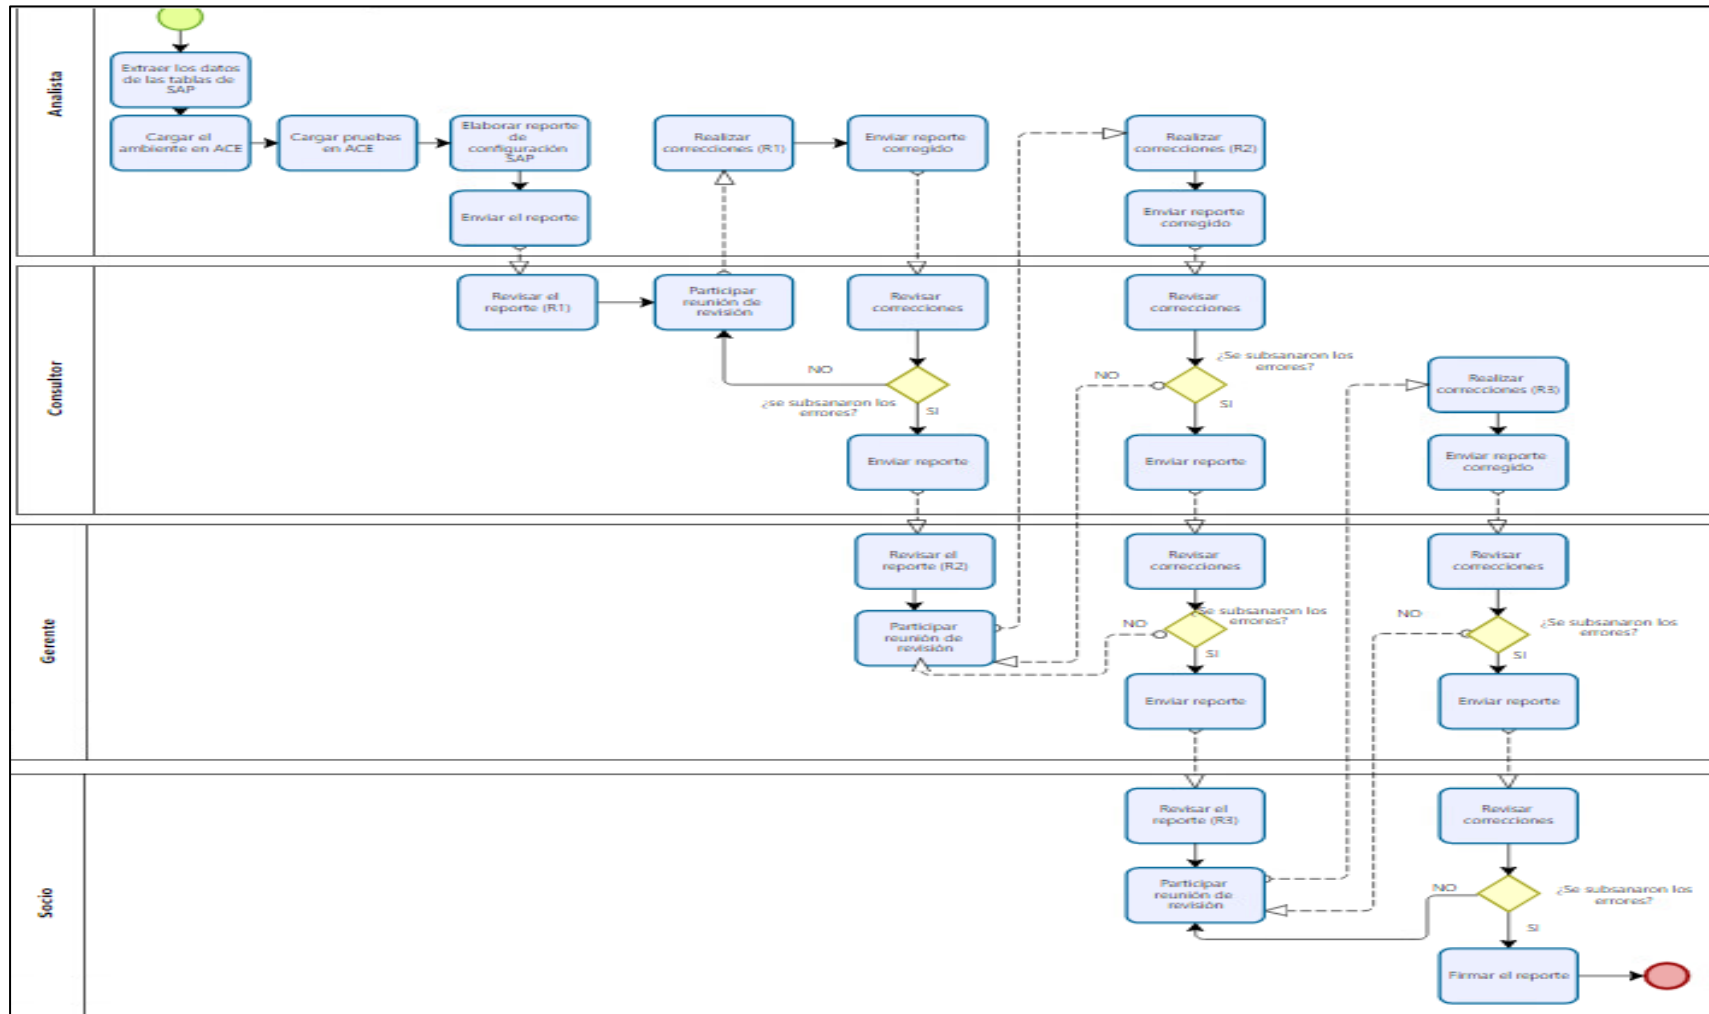 Analista
Extraer los datos
de las tablas de
SAP
Cargar el
ambiente en ACE
Cargar pruebas
en ACE
Elaborar reporte
de
configuración
SAP
Enviar el reporte
Realizar
correcciones (R1)
Enviar reporte
corregido
Realizar
correcciones (R2)
Enviar reporte
corregido
Consultor
Revisar el
reporte (R1)
Participar
reunión de
revisión
Revisar
correcciones
NO
¿se subsanaron los
errores?
SI
Enviar reporte
Revisar
correcciones
¿Se subsanaron los
errores?
NO
SI
Enviar reporte
Realizar
correcciones (R3)
Enviar reporte
corregido
Gerente
Revisar el
reporte (R2)
Participar
reunión de
revisión
Revisar
correcciones
¿Se subsanaron los
errores?
NO
SI
Enviar reporte
Revisar
correcciones
NO
¿Se subsanaron los
errores?
SI
Enviar reporte
Socio
Revisar el
reporte (R3)
Participar
reunión de
revisión
Revisar
correcciones
NO
¿Se subsanaron los
errores?
SI
Firmar el reporte